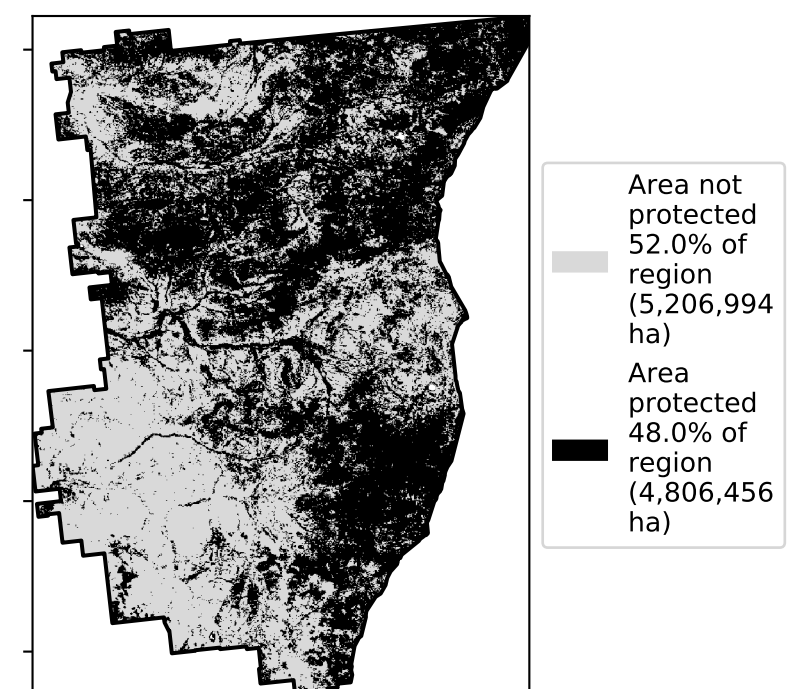 Area not
protected
52.0% of
region
(5,206,994
ha)
Area
protected
48.0% of
region
(4,806,456
ha)